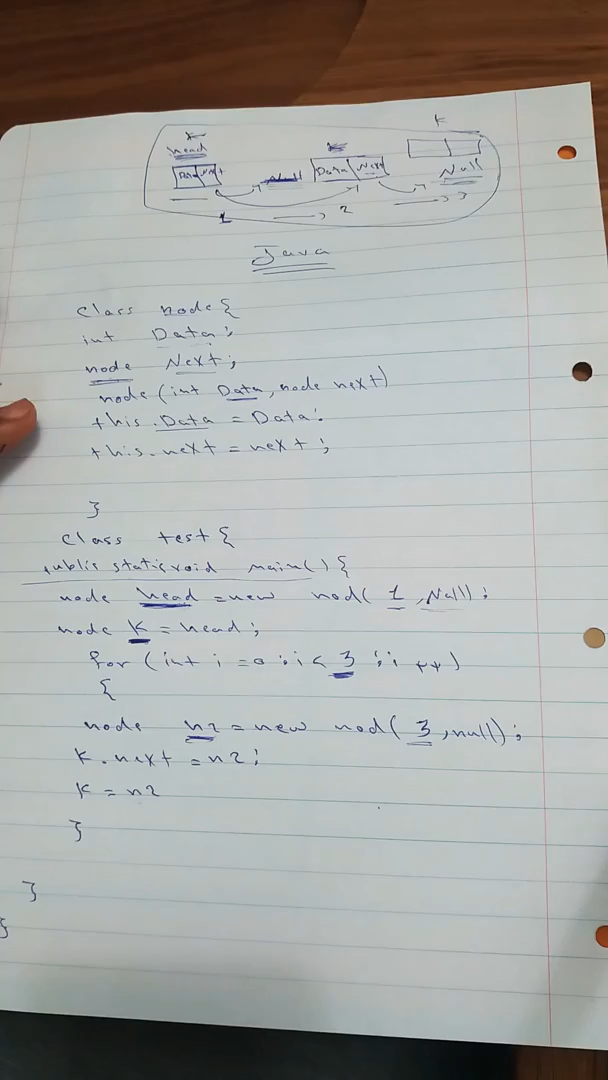 K
K
K
head
Data Next
Null
Data Next
Null
1 → 2 → 3
Java
class node{
int Data;
node Next;
node (int Data, node next)
this.Data = Data;
this.next = next;
}
class test{
public static void main(){
node head = new nod( 1 , Null);
node K = head;
for (int i = 0 ; i < 3 ; i ++)
{
node n2 = new nod( 3 , null);
K.next = n2;
K = n2
}
}
}